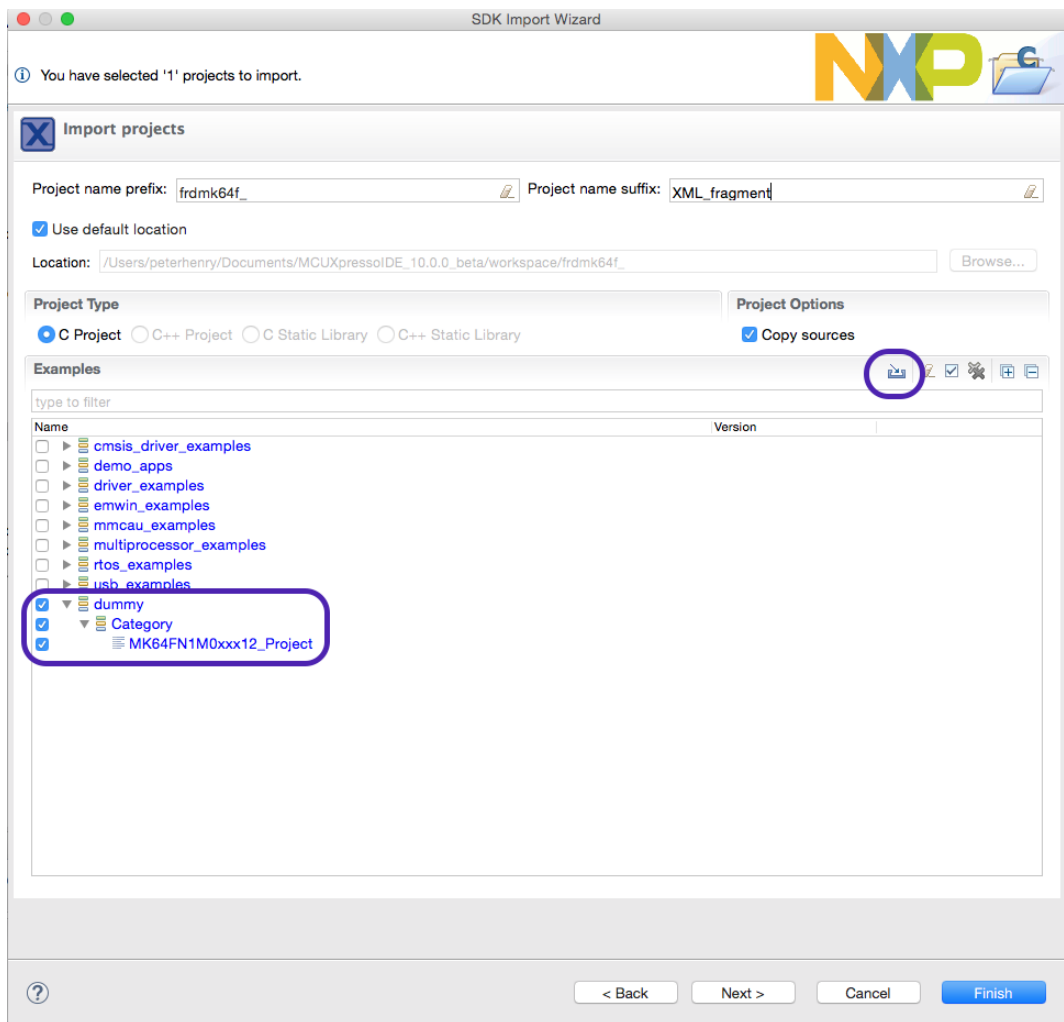 SDK Import Wizard
You have selected '1' projects to import.
NXP
C
X
Import projects
Project name prefix: frdmk64f_ Project name suffix: XML_fragment
Use default location
Location: /Users/peterhenry/Documents/MCUXpressoIDE_10.0.0_beta/workspace/frdmk64f_ Browse...
Project Type Project Options
C Project C++ Project C Static Library C++ Static Library Copy sources
Examples
type to filter
Name Version
cmsis_driver_examples
demo_apps
driver_examples
emwin_examples
mmcau_examples
multiprocessor_examples
rtos_examples
usb_examples
dummy
Category
MK64FN1M0xxx12_Project
? < Back Next > Cancel Finish